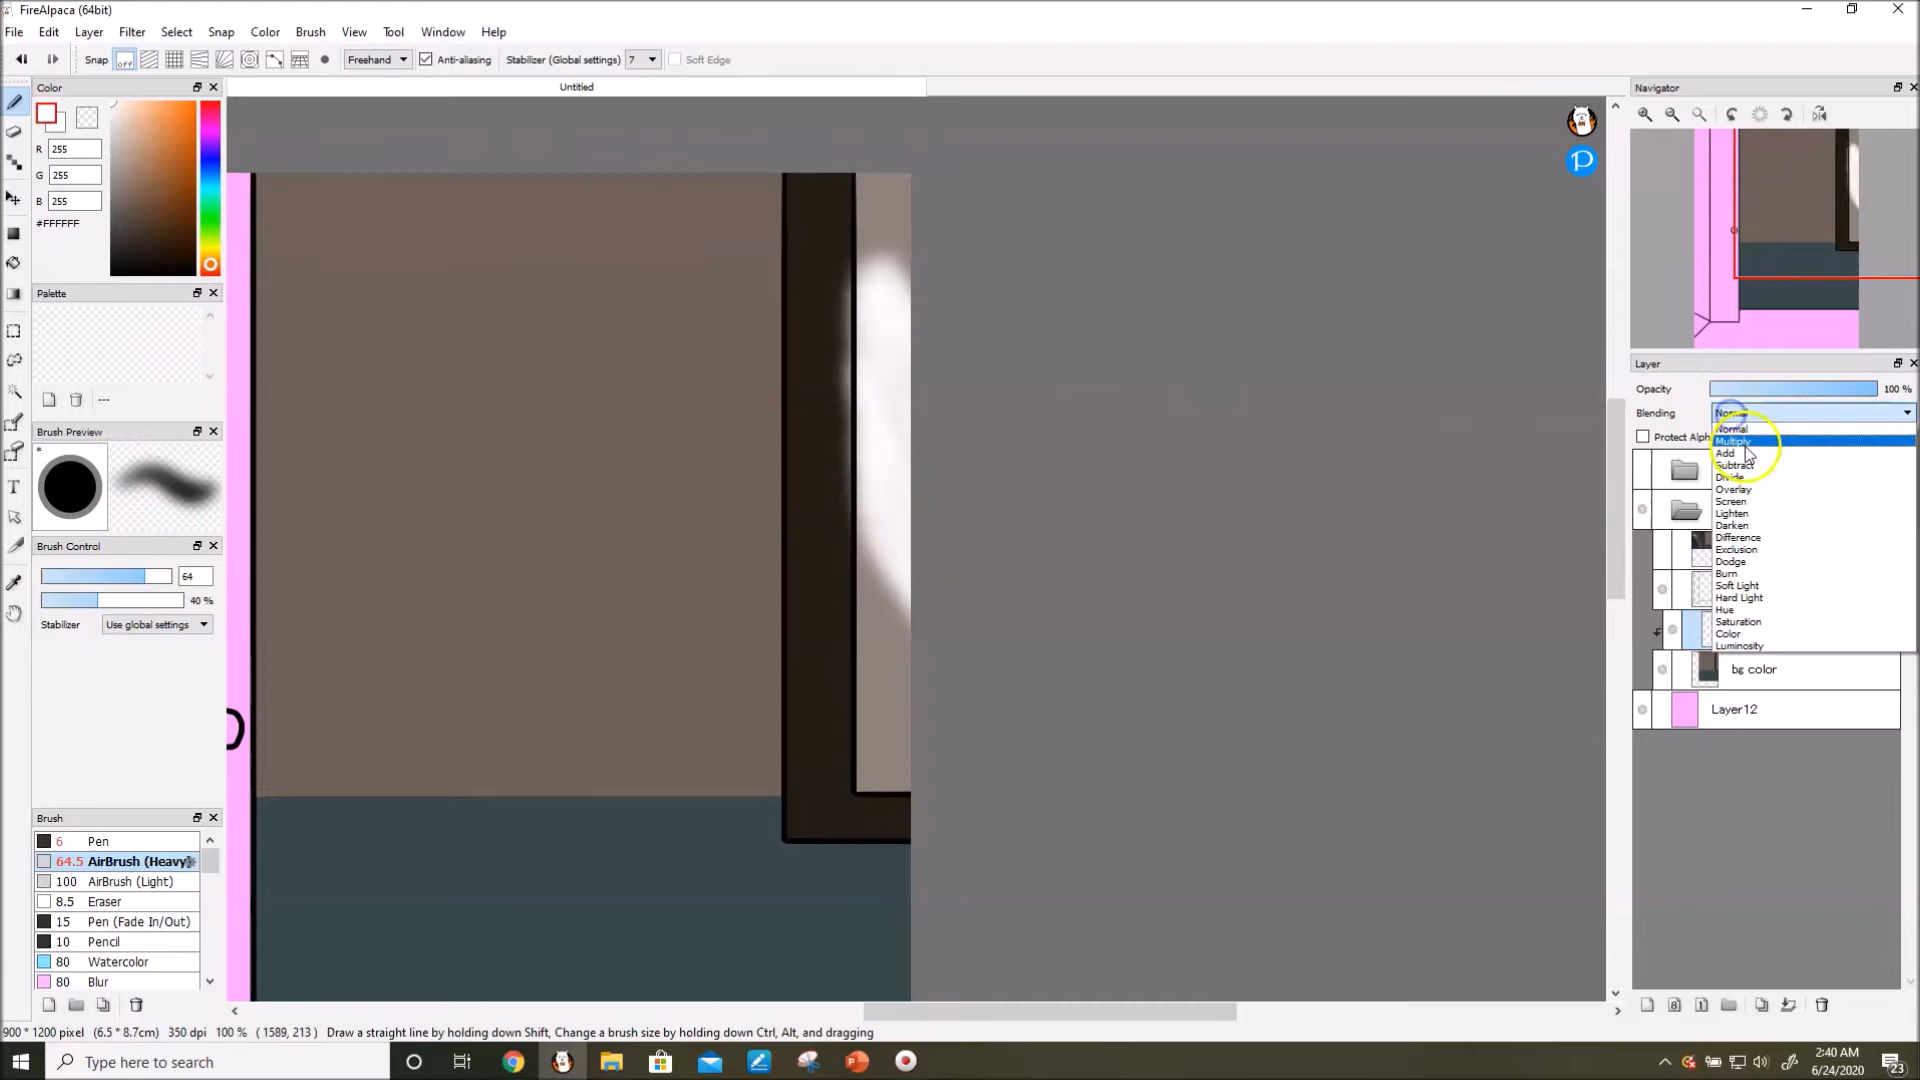 FireAlpaca (64bit)
File Edit Layer Filter Select Snap Color Brush View Tool Window Help
Snap off Freehand Anti-aliasing Stabilizer (Global settings) 7 Soft Edge
Color
R 255
G 255
B 255
#FFFFFF
Palette
---
Brush Preview
*
Brush Control
64
40 %
Stabilizer Use global settings
Brush
6 Pen
64.5 AirBrush (Heavy)
100 AirBrush (Light)
8.5 Eraser
15 Pen (Fade In/Out)
10 Pencil
80 Watercolor
80 Blur
Untitled
P
Navigator
Layer
Opacity 100 %
Blending Normal
Protect Alph
Normal
Multiply
Add
Subtract
Divide
Overlay
Screen
Lighten
Darken
Difference
Exclusion
Dodge
Burn
Soft Light
Hard Light
Hue
Saturation
Color
Luminosity
bg color
Layer12
8 1
900 * 1200 pixel (6.5 * 8.7cm) 350 dpi 100 % ( 1589, 213 ) Draw a straight line by holding down Shift, Change a brush size by holding down Ctrl, Alt, and dragging
Type here to search
2:40 AM
6/24/2020
23